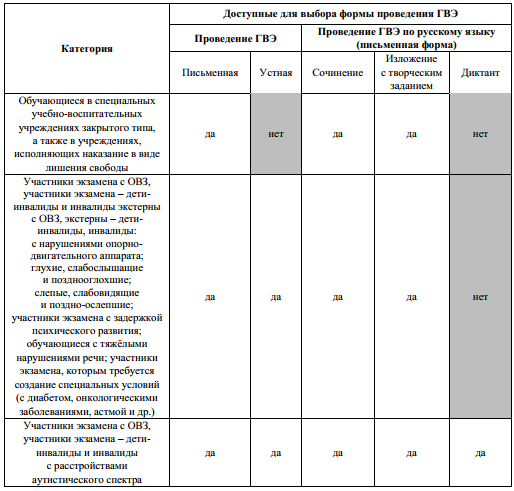 Категория
Доступные для выбора формы проведения ГВЭ
Проведение ГВЭ
Проведение ГВЭ по русскому языку
(письменная форма)
Письменная
Устная
Сочинение
Изложение
с творческим
заданием
Диктант
Обучающиеся в специальных
учебно-воспитательных
учреждениях закрытого типа,
а также в учреждениях,
исполняющих наказание в виде
лишения свободы
да
нет
да
да
нет
Участники экзамена с ОВЗ,
участники экзамена – дети-
инвалиды и инвалиды экстерны
с ОВЗ, экстерны – дети-
инвалиды, инвалиды:
с нарушениями опорно-
двигательного аппарата;
глухие, слабослышащие
и позднооглохшие;
слепые, слабовидящие
и поздно-ослепшие;
участники экзамена с задержкой
психического развития;
обучающиеся с тяжёлыми
нарушениями речи; участники
экзамена, которым требуется
создание специальных условий
(с диабетом, онкологическими
заболеваниями, астмой и др.)
да
да
да
да
нет
Участники экзамена с ОВЗ,
участники экзамена – дети-
инвалиды и инвалиды
с расстройствами
аутистического спектра
да
да
да
да
да